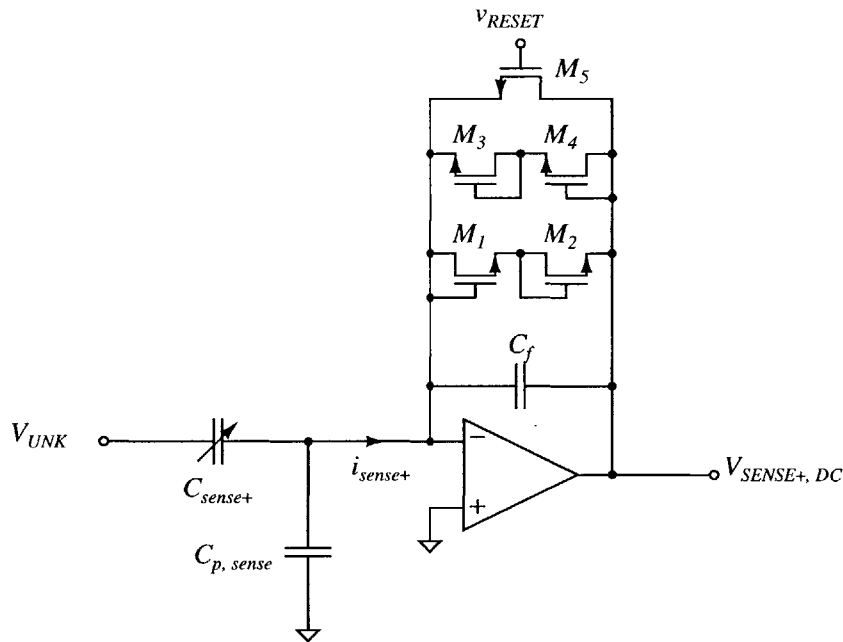 v_RESET
M_5
M_3
M_4
M_1
M_2
C_f
V_UNK
C_sense+
i_sense+
−
+
V_SENSE+, DC
C_p, sense